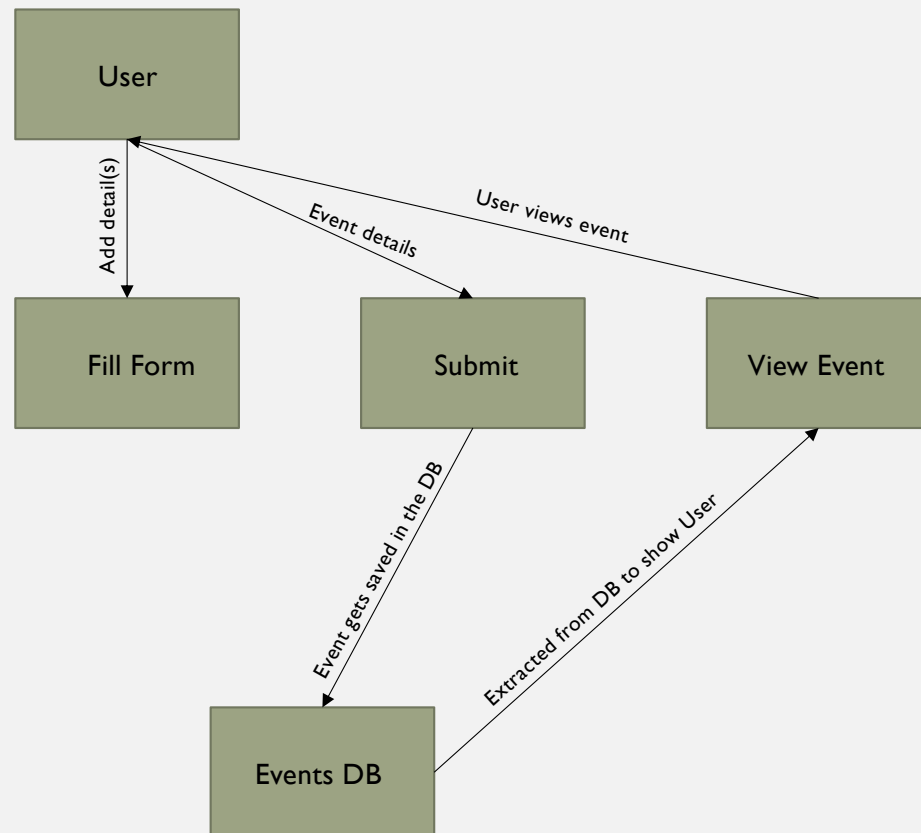 User
Add detail(s)
Event details
User views event
Fill Form
Submit
View Event
Event gets saved in the DB
Extracted from DB to show User
Events DB